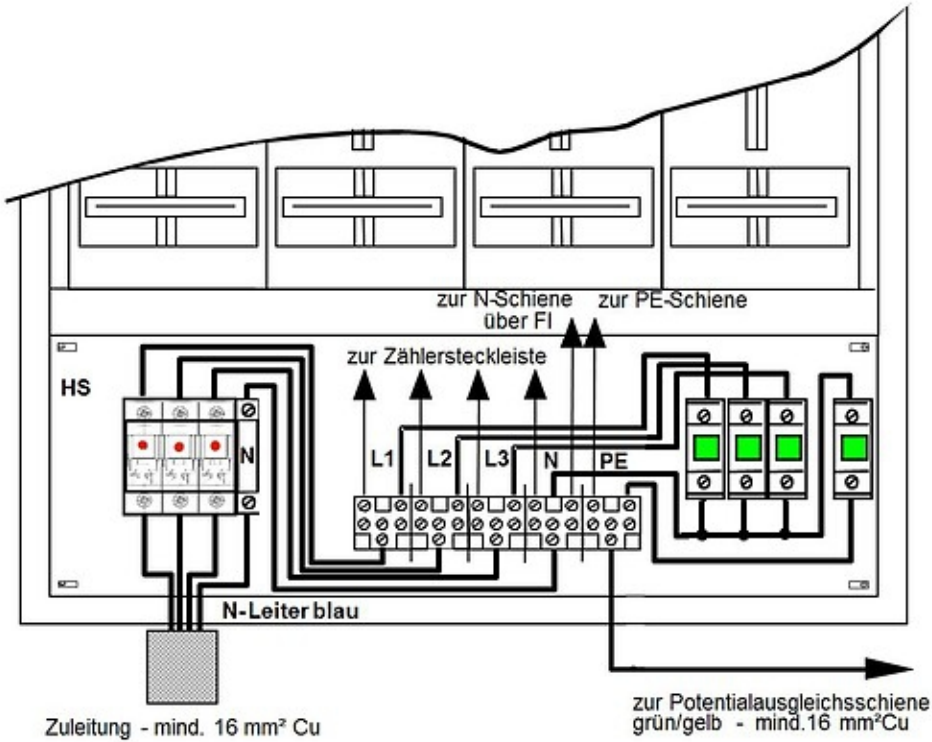 zur N-Schiene
über FI
zur PE-Schiene
zur Zählersteckleiste
HS
L1
L2
L3
N
PE
N
N-Leiter blau
Zuleitung - mind. 16 mm² Cu
zur Potentialausgleichsschiene
grün/gelb - mind.16 mm²Cu